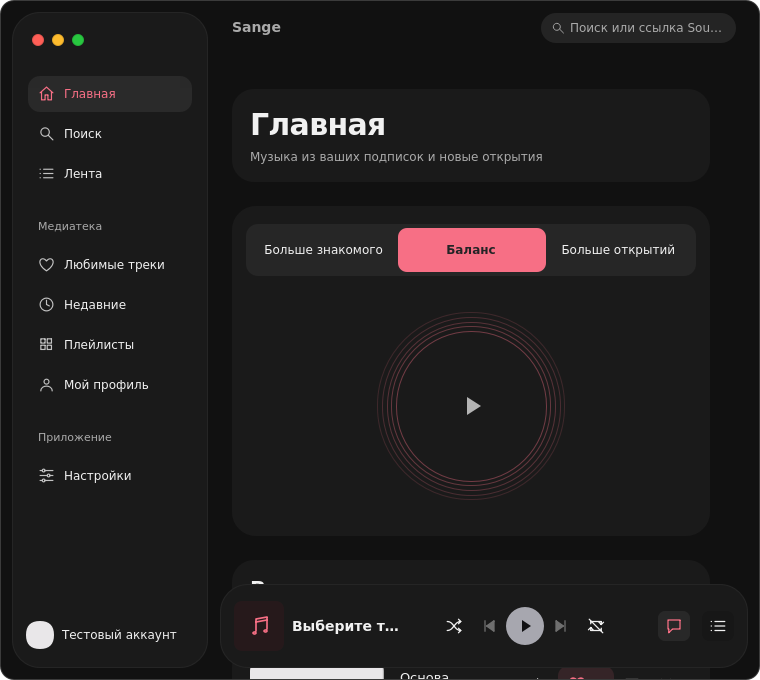 Sange
Поиск или ссылка Sou…
Главная
Поиск
Лента
Медиатека
Любимые треки
Недавние
Плейлисты
Мой профиль
Приложение
Настройки
Тестовый аккаунт
Главная
Музыка из ваших подписок и новые открытия
Больше знакомого
Баланс
Больше открытий
Выберите т…
Основа